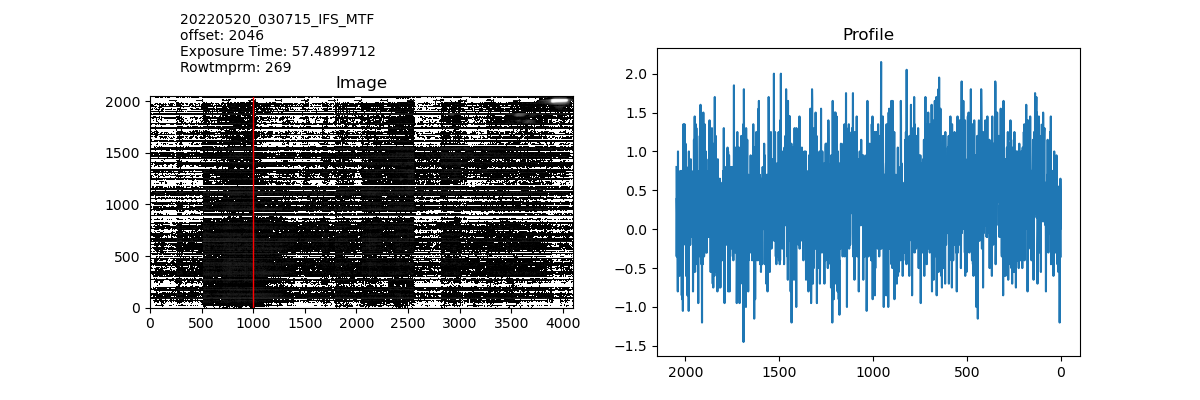 20220520_030715_IFS_MTF
offset: 2046
Exposure Time: 57.4899712
Rowtmprm: 269
Image
2000
1500
1000
500
0
0 500 1000 1500 2000 2500 3000 3500 4000
Profile
2.0
1.5
1.0
0.5
0.0
−0.5
−1.0
−1.5
2000 1500 1000 500 0